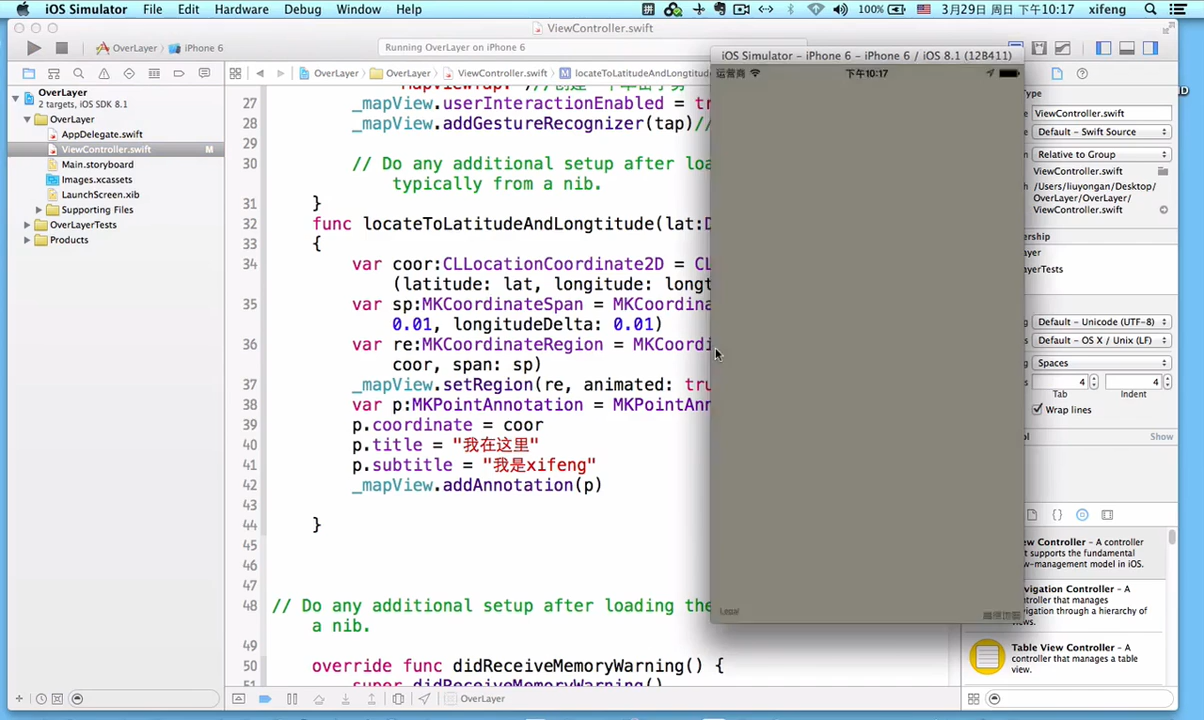 iOS Simulator File Edit Hardware Debug Window Help 100% 3月29日 周日 下午10:17 xifeng
ViewController.swift
OverLayer iPhone 6 Running OverLayer on iPhone 6
iOS Simulator - iPhone 6 - iPhone 6 / iOS 8.1 (12B411)
运营商 下午10:17
OverLayer OverLayer ViewController.swift locateToLatitudeAndLongtitude
OverLayer
2 targets, iOS SDK 8.1
OverLayer
AppDelegate.swift
ViewController.swift M
Main.storyboard
Images.xcassets
LaunchScreen.xib
Supporting Files
OverLayerTests
Products
27 _mapView.userInteractionEnabled =
28 _mapView.addGestureRecognizer(tap)//
29
30 // Do any additional setup after
typically from a nib.
31 }
32 func locateToLatitudeAndLongtitude(lat:
33 {
34 var coor:CLLocationCoordinate2D =
(latitude: lat, longitude:
35 var sp:MKCoordinateSpan =
0.01, longitudeDelta: 0.01)
36 var re:MKCoordinateRegion =
coor, span: sp)
37 _mapView.setRegion(re, animated:
38 var p:MKPointAnnotation =
39 p.coordinate = coor
40 p.title = "我在这里"
41 p.subtitle = "我是xifeng"
42 _mapView.addAnnotation(p)
43
44 }
45
46
47
48 // Do any additional setup after loading the
a nib.
49
50 override func didReceiveMemoryWarning() {
51 super.didReceiveMemoryWarning()
Legal
高德地图
Type
ViewController.swift
Default - Swift Source
Relative to Group
ViewController.swift
/Users/liuyongan/Desktop/
OverLayer/OverLayer/
ViewController.swift
Default - Unicode (UTF-8)
Default - OS X / Unix (LF)
Spaces
4 4
Tab Indent
Wrap lines
Show
View Controller - A controller
that supports the fundamental
view-management model in iOS.
Navigation Controller - A
controller that manages
navigation through a hierarchy of
views.
Table View Controller - A
controller that manages a table
view.
OverLayer